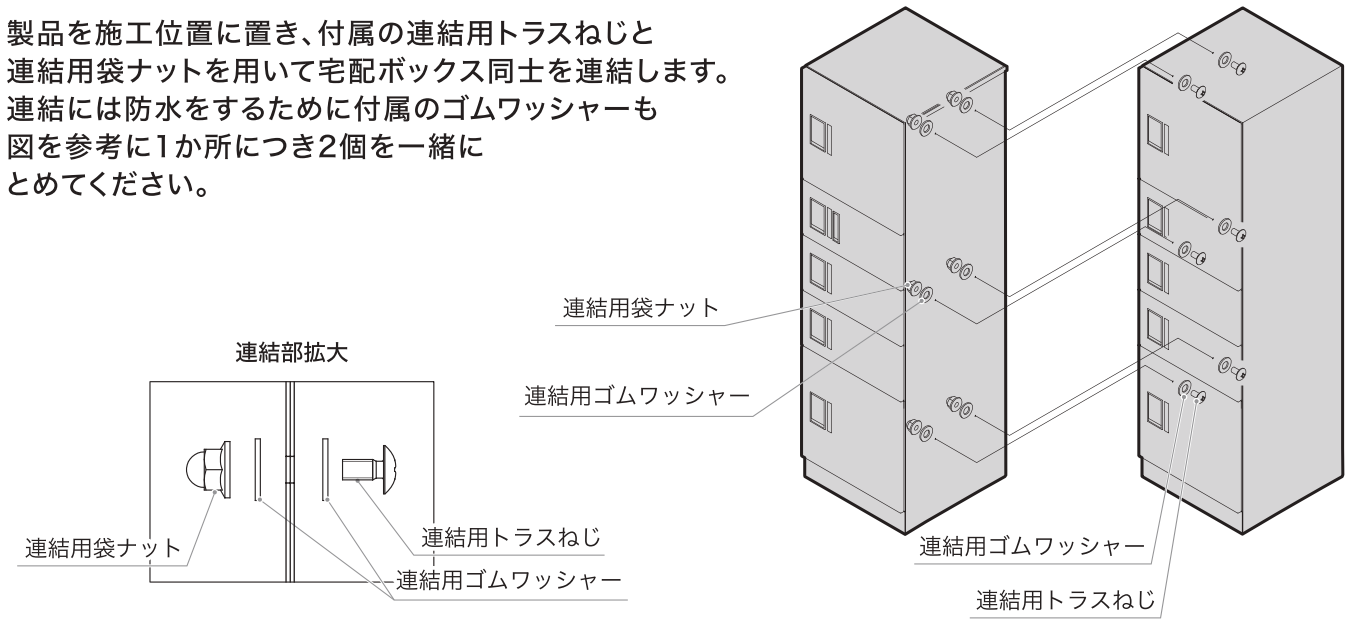 製品を施工位置に置き、付属の連結用トラスねじと
連結用袋ナットを用いて宅配ボックス同士を連結します。
連結には防水をするために付属のゴムワッシャーも
図を参考に1か所につき2個を一緒に
とめてください。
連結用袋ナット
連結部拡大
連結用ゴムワッシャー
連結用トラスねじ
連結用袋ナット
連結用ゴムワッシャー
連結用ゴムワッシャー
連結用トラスねじ